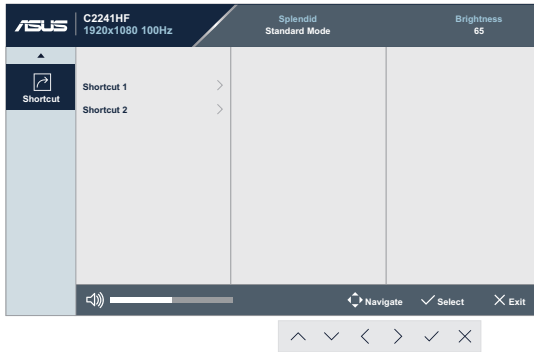 ASUS
C2241HF
1920x1080 100Hz
Splendid
Standard Mode
Brightness
65
Shortcut
Shortcut 1
Shortcut 2
Navigate
Select
Exit